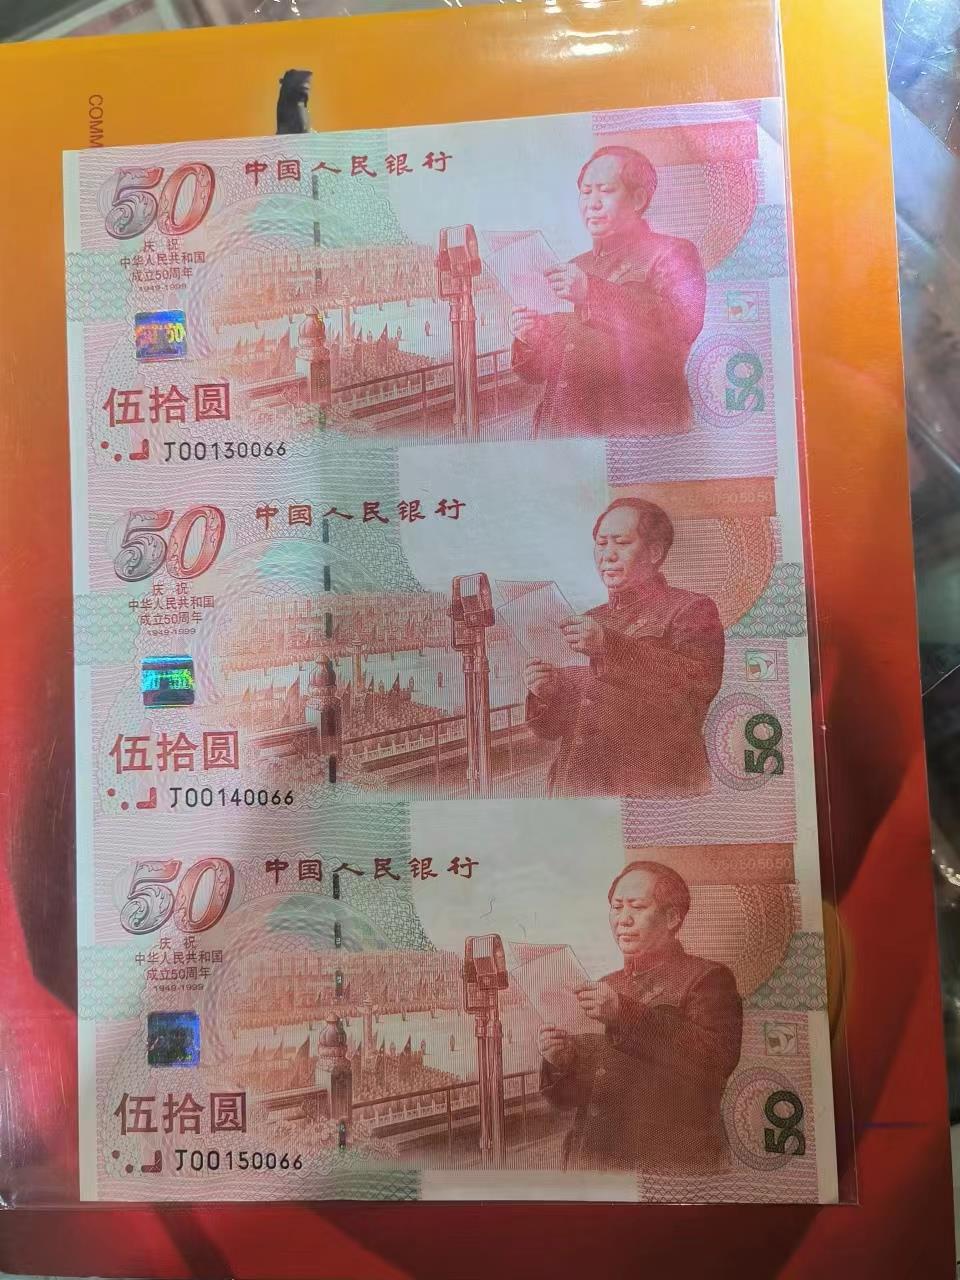 COMM
50
中国人民银行
庆祝
中华人民共和国
成立50周年
1949-1999
伍拾圆
J00130066
50
50
中国人民银行
庆祝
中华人民共和国
成立50周年
1949-1999
伍拾圆
J00140066
50
50
中国人民银行
庆祝
中华人民共和国
成立50周年
1949-1999
伍拾圆
J00150066
50